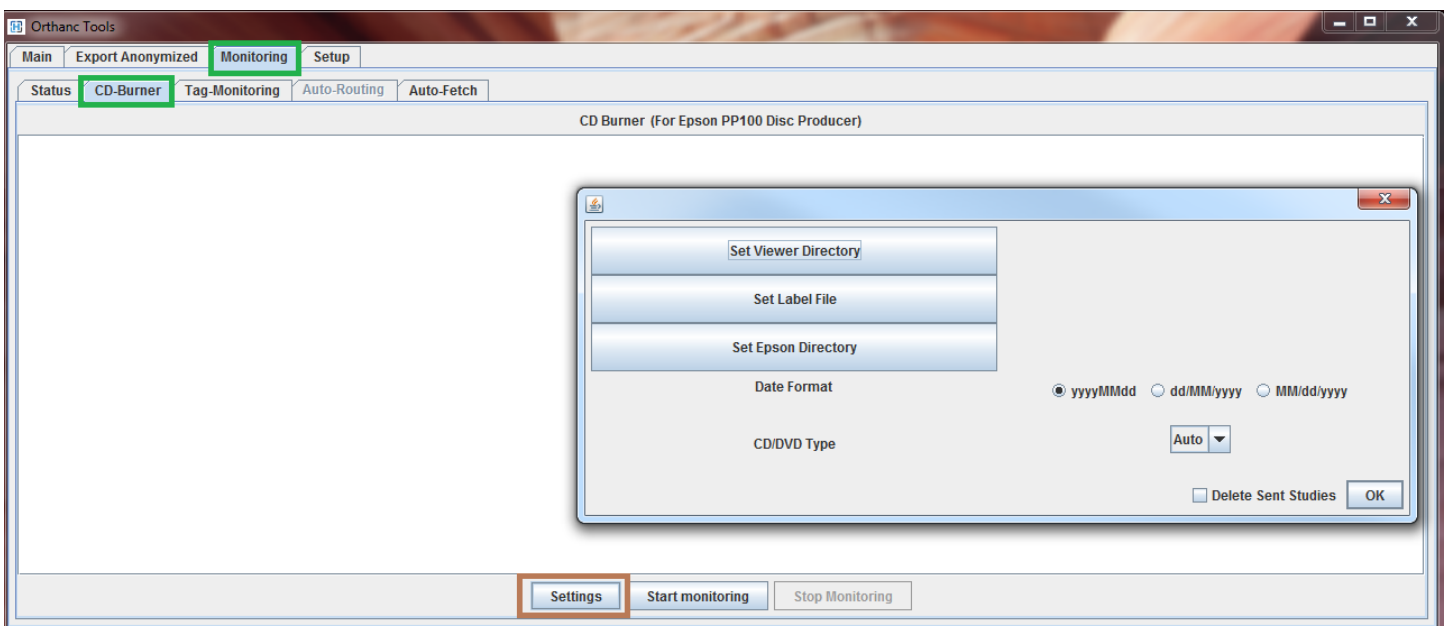 Orthanc Tools
Main Export Anonymized Monitoring Setup
Status CD-Burner Tag-Monitoring Auto-Routing Auto-Fetch
CD Burner (For Epson PP100 Disc Producer)
Set Viewer Directory
Set Label File
Set Epson Directory
Date Format yyyyMMdd dd/MM/yyyy MM/dd/yyyy
CD/DVD Type Auto
Delete Sent Studies OK
Settings Start monitoring Stop Monitoring